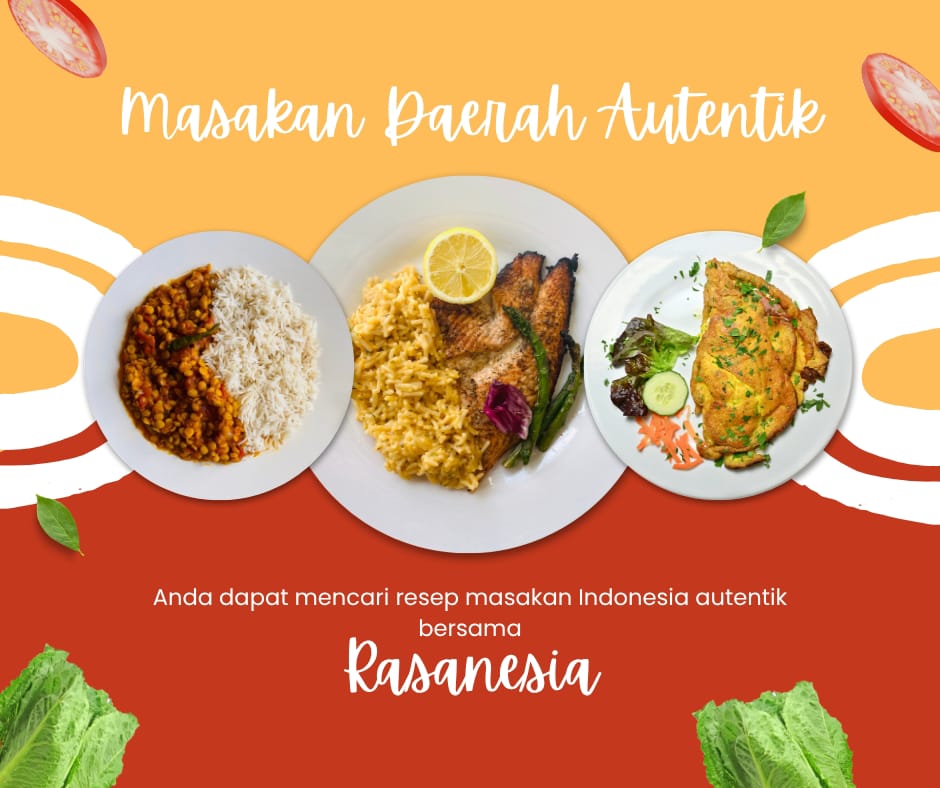 Masakan Daerah Autentik
Anda dapat mencari resep masakan Indonesia autentik
bersama
Rasanesia